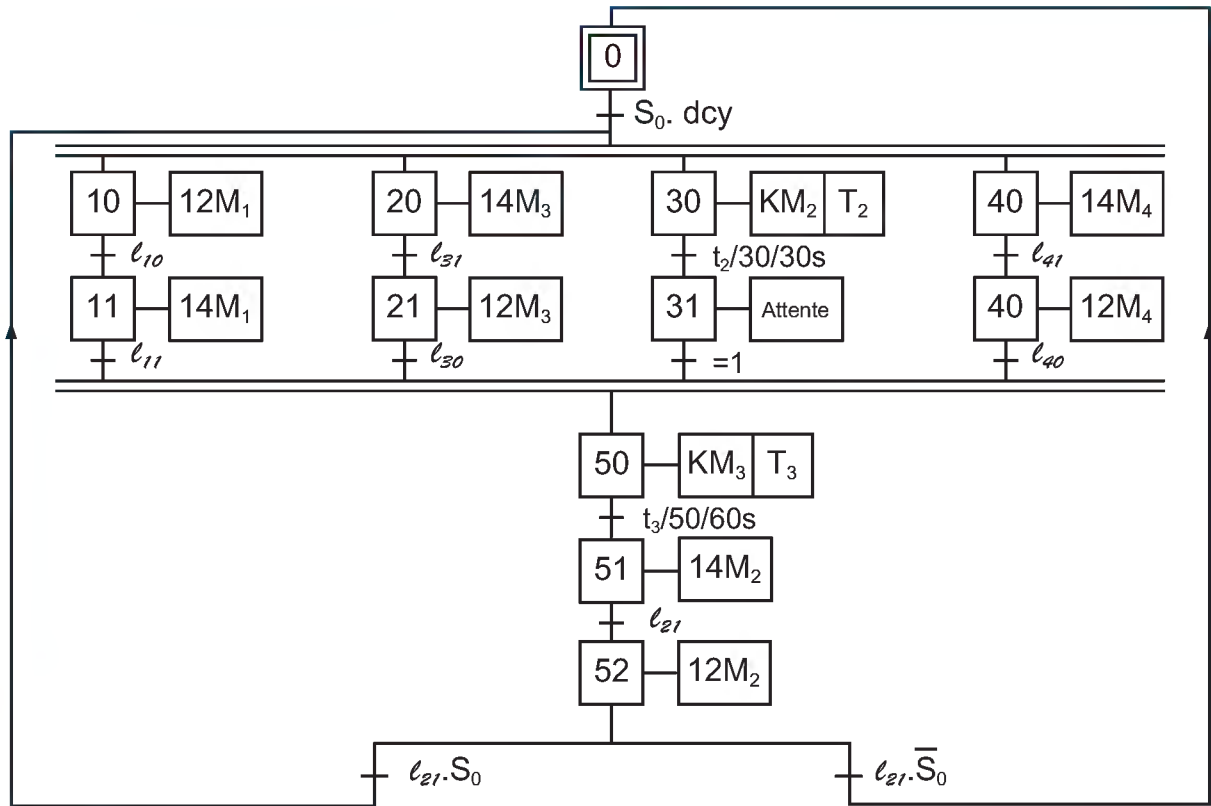 0
S₀. dcy
10 12M₁ 20 14M₃ 30 KM₂ T₂ 40 14M₄
ℓ₁₀ ℓ₃₁ t₂/30/30s ℓ₄₁
11 14M₁ 21 12M₃ 31 Attente 40 12M₄
ℓ₁₁ ℓ₃₀ =1 ℓ₄₀
50 KM₃ T₃
t₃/50/60s
51 14M₂
ℓ₂₁
52 12M₂
ℓ₂₁.S₀ ℓ₂₁.S̅₀